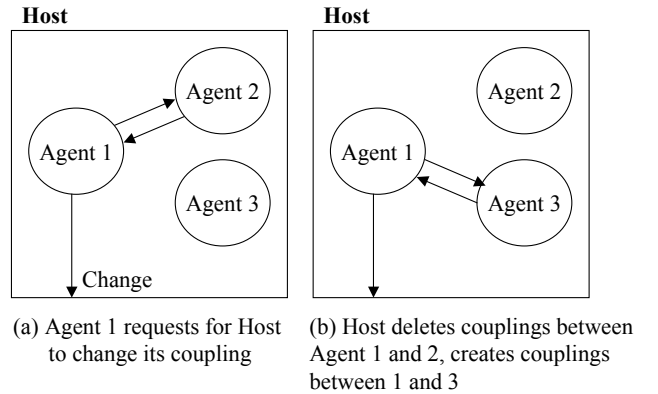 Host
Agent 2
Agent 1
Agent 3
Change
(a) Agent 1 requests for Host
to change its coupling
Host
Agent 2
Agent 1
Agent 3
(b) Host deletes couplings between
Agent 1 and 2, creates couplings
between 1 and 3